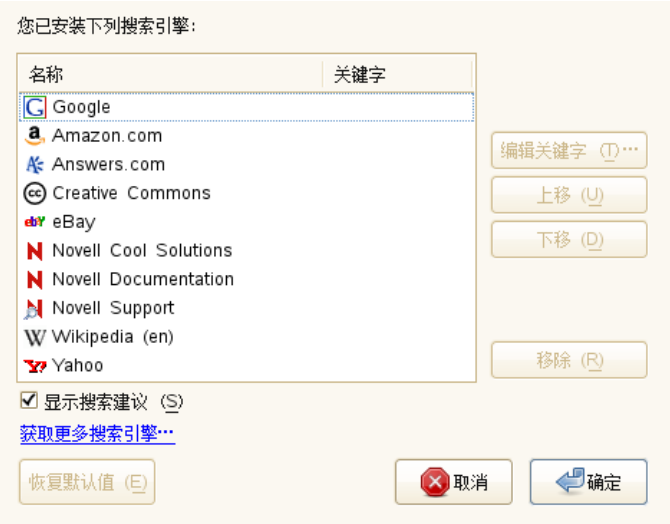 您已安装下列搜索引擎:
名称 关键字
Google
Amazon.com
Answers.com
Creative Commons
eBay
Novell Cool Solutions
Novell Documentation
Novell Support
Wikipedia (en)
Yahoo
编辑关键字 (T)…
上移 (U)
下移 (D)
移除 (R)
显示搜索建议 (S)
获取更多搜索引擎…
恢复默认值 (E)
取消
确定